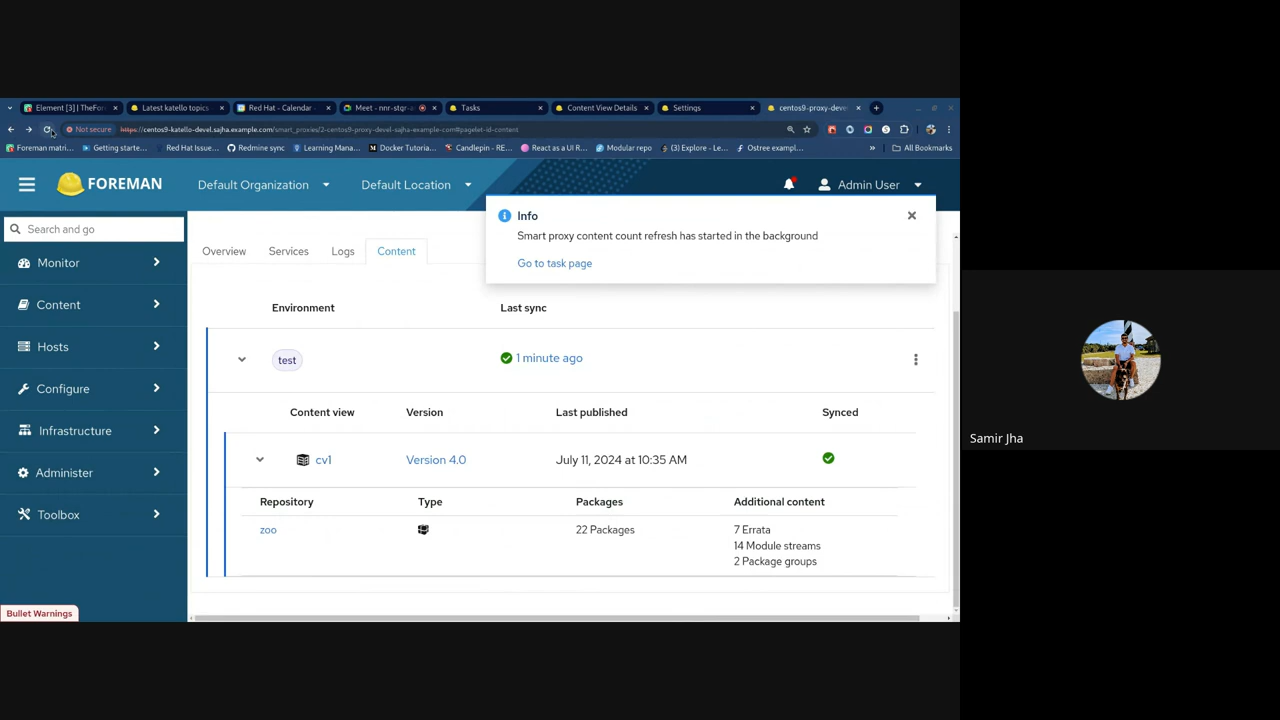 Element [3] | TheFor
Latest katello topics
Red Hat - Calendar -
Meet - nnr-stqr-a
Tasks
Content View Details
Settings
centos9-proxy-deve
Not secure
https://centos9-katello-devel.sajha.example.com/smart_proxies/2-centos9-proxy-devel-sajha-example-com#pagelet-id-content
Foreman matri...
Getting starte...
Red Hat Issue...
Redmine sync
Learning Mana...
Docker Tutoria...
Candlepin - RE...
React as a UI R...
Modular repo
(3) Explore - Le...
Ostree exampl...
»
All Bookmarks
FOREMAN
Default Organization
Default Location
Admin User
Search and go
Monitor
Content
Hosts
Configure
Infrastructure
Administer
Toolbox
Bullet Warnings
Overview
Services
Logs
Content
Info
Smart proxy content count refresh has started in the background
Go to task page
Environment
Last sync
test
1 minute ago
Content view
Version
Last published
Synced
cv1
Version 4.0
July 11, 2024 at 10:35 AM
Repository
Type
Packages
Additional content
zoo
22 Packages
7 Errata
14 Module streams
2 Package groups
Samir Jha